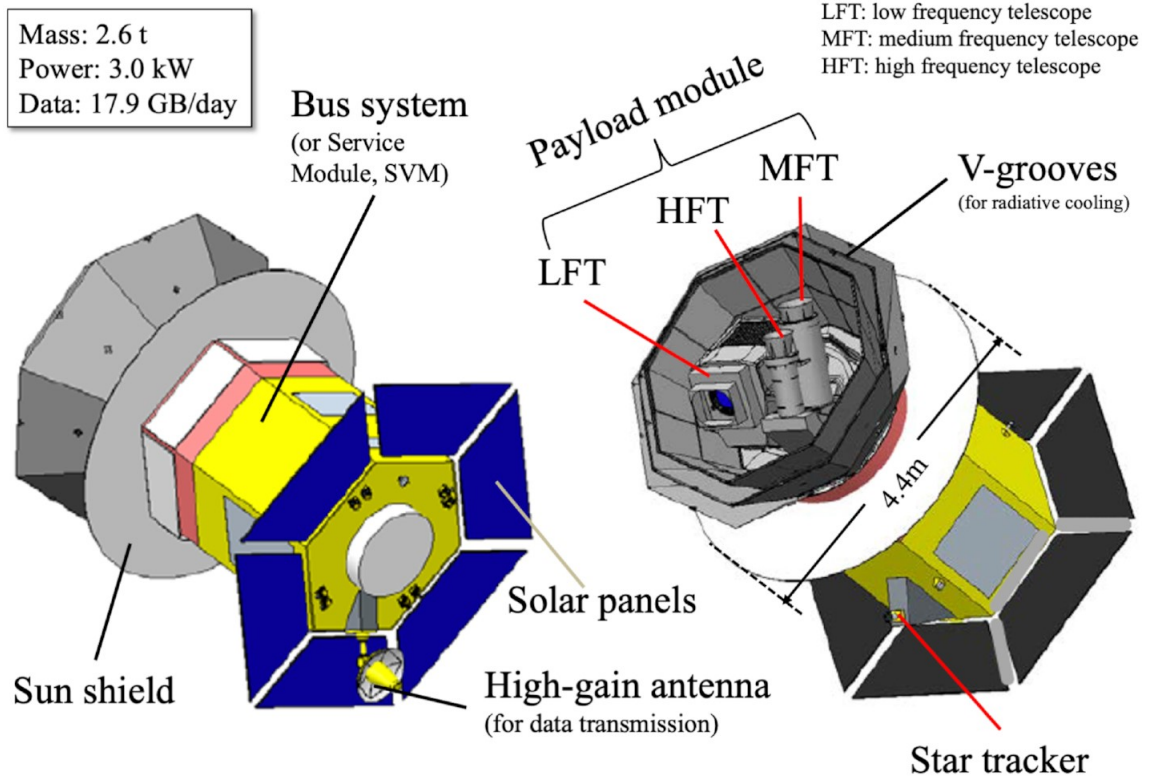 Mass: 2.6 t
Power: 3.0 kW
Data: 17.9 GB/day
LFT: low frequency telescope
MFT: medium frequency telescope
HFT: high frequency telescope
Bus system
(or Service
Module, SVM)
Payload module
MFT
HFT
LFT
V-grooves
(for radiative cooling)
4.4m
Solar panels
Sun shield
High-gain antenna
(for data transmission)
Star tracker